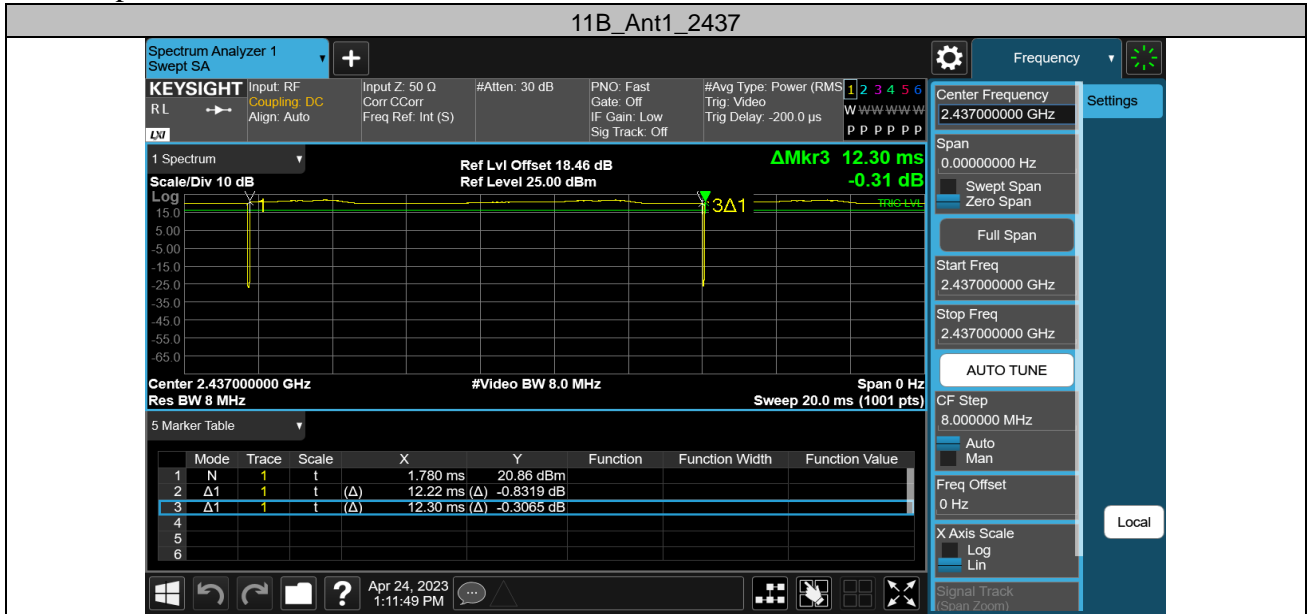 11B_Ant1_2437
Spectrum Analyzer 1
Swept SA
Frequency
KEYSIGHT
RL
LXI
Input: RF
Coupling: DC
Align: Auto
Input Z: 50 Ω
Corr CCorr
Freq Ref: Int (S)
#Atten: 30 dB
PNO: Fast
Gate: Off
IF Gain: Low
Sig Track: Off
#Avg Type: Power (RMS
Trig: Video
Trig Delay: -200.0 µs
1 2 3 4 5 6
W W W W W W
P P P P P P
1 Spectrum
Scale/Div 10 dB
Ref Lvl Offset 18.46 dB
Ref Level 25.00 dBm
ΔMkr3 12.30 ms
-0.31 dB
Log
15.0
5.00
-5.00
-15.0
-25.0
-35.0
-45.0
-55.0
-65.0
1
3Δ1
TRIG LVL
Center 2.437000000 GHz
#Video BW 8.0 MHz
Span 0 Hz
Res BW 8 MHz
Sweep 20.0 ms (1001 pts)
5 Marker Table
Mode Trace Scale X Y Function Function Width Function Value
1 N 1 t 1.780 ms 20.86 dBm
2 Δ1 1 t (Δ) 12.22 ms (Δ) -0.8319 dB
3 Δ1 1 t (Δ) 12.30 ms (Δ) -0.3065 dB
4
5
6
Apr 24, 2023
1:11:49 PM
Center Frequency
2.437000000 GHz
Span
0.00000000 Hz
Swept Span
Zero Span
Full Span
Start Freq
2.437000000 GHz
Stop Freq
2.437000000 GHz
AUTO TUNE
CF Step
8.000000 MHz
Auto
Man
Freq Offset
0 Hz
X Axis Scale
Log
Lin
Signal Track
(Span Zoom)
Settings
Local